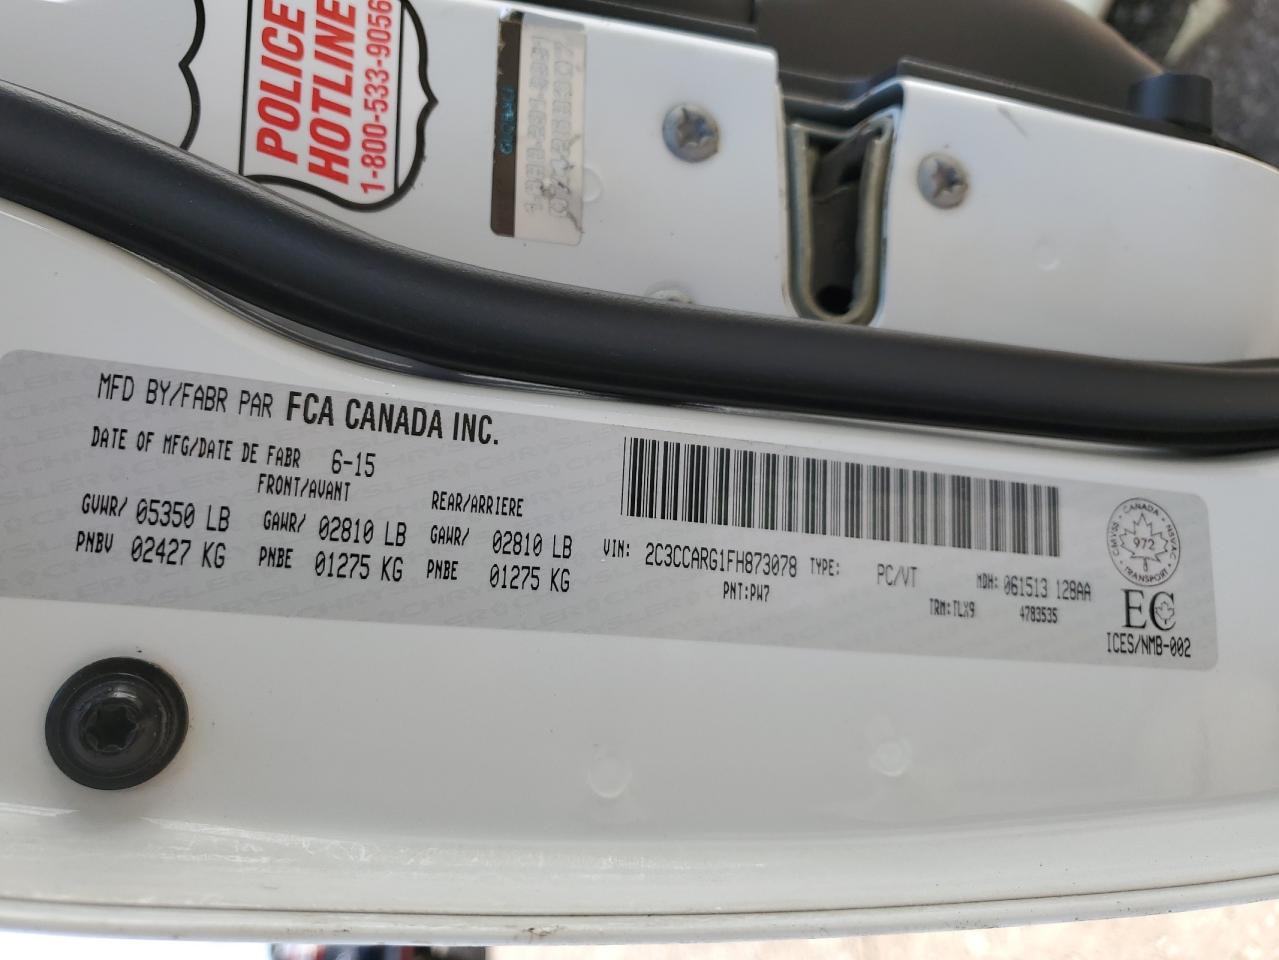 POLICE
HOTLINE
1-800-533-9056
MFD BY/FABR PAR FCA CANADA INC.
DATE OF MFG/DATE DE FABR 6-15
FRONT/AVANT REAR/ARRIERE
GVWR/ 05350 LB GAWR/ 02810 LB GAWR/ 02810 LB
PNBV 02427 KG PNBE 01275 KG PNBE 01275 KG
VIN: 2C3CCARG1FH873078 TYPE: PC/VT MDH: 061513 128AA
PNT:PW7 TRM:TLX9 4783535
CANADA
CMVSS NSVAC
972
TRANSPORT
EC
ICES/NMB-002